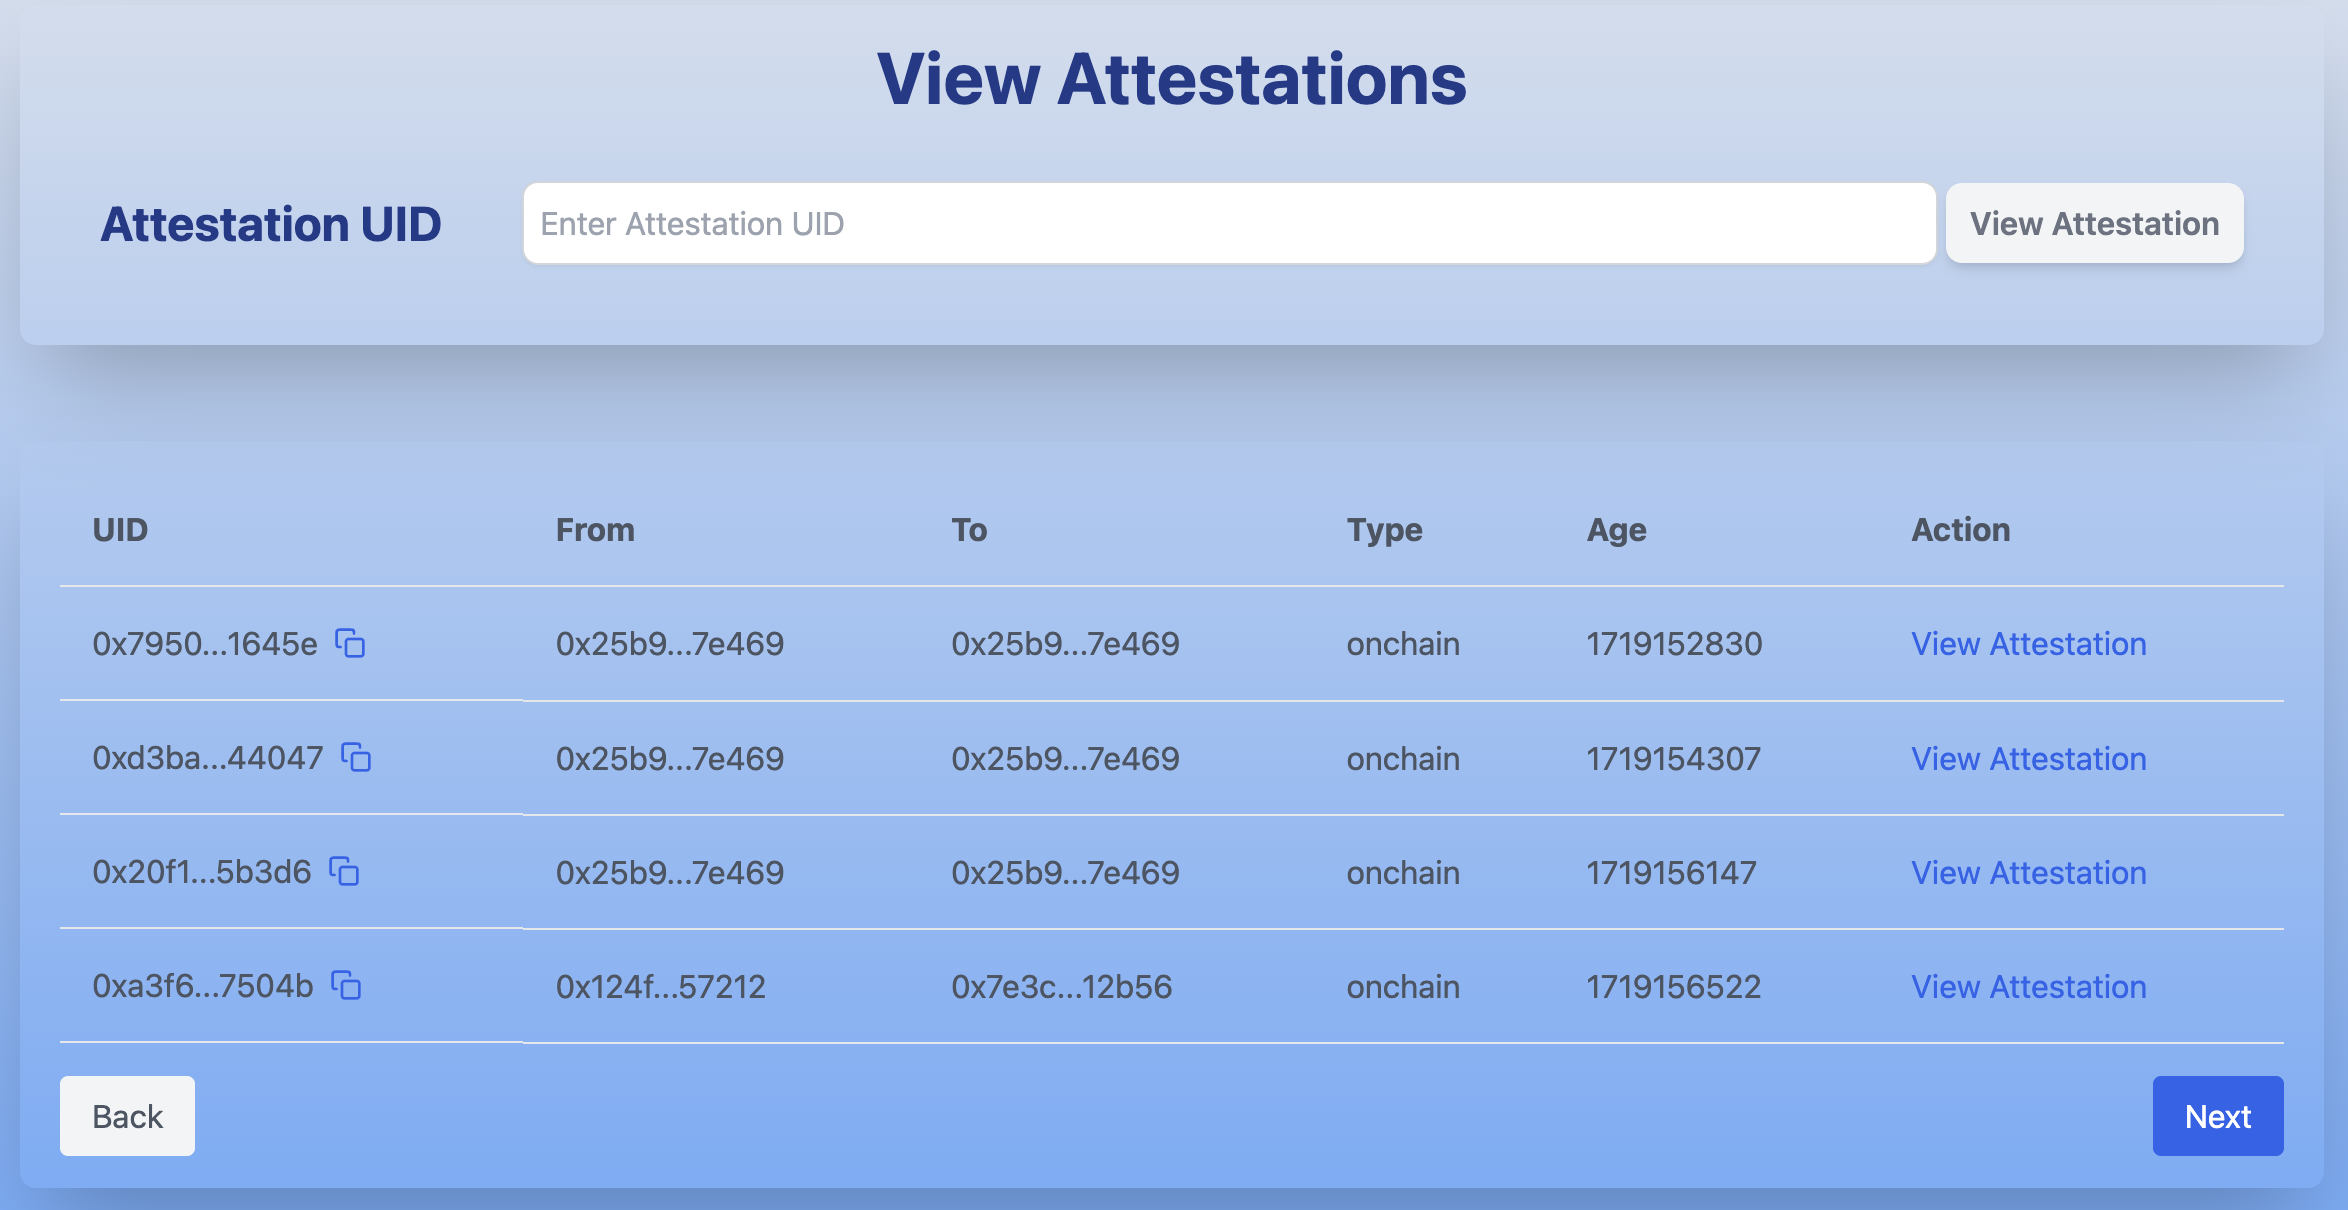 View Attestations
Attestation UID Enter Attestation UID View Attestation
UID From To Type Age Action
0x7950...1645e 0x25b9...7e469 0x25b9...7e469 onchain 1719152830 View Attestation
0xd3ba...44047 0x25b9...7e469 0x25b9...7e469 onchain 1719154307 View Attestation
0x20f1...5b3d6 0x25b9...7e469 0x25b9...7e469 onchain 1719156147 View Attestation
0xa3f6...7504b 0x124f...57212 0x7e3c...12b56 onchain 1719156522 View Attestation
Back Next